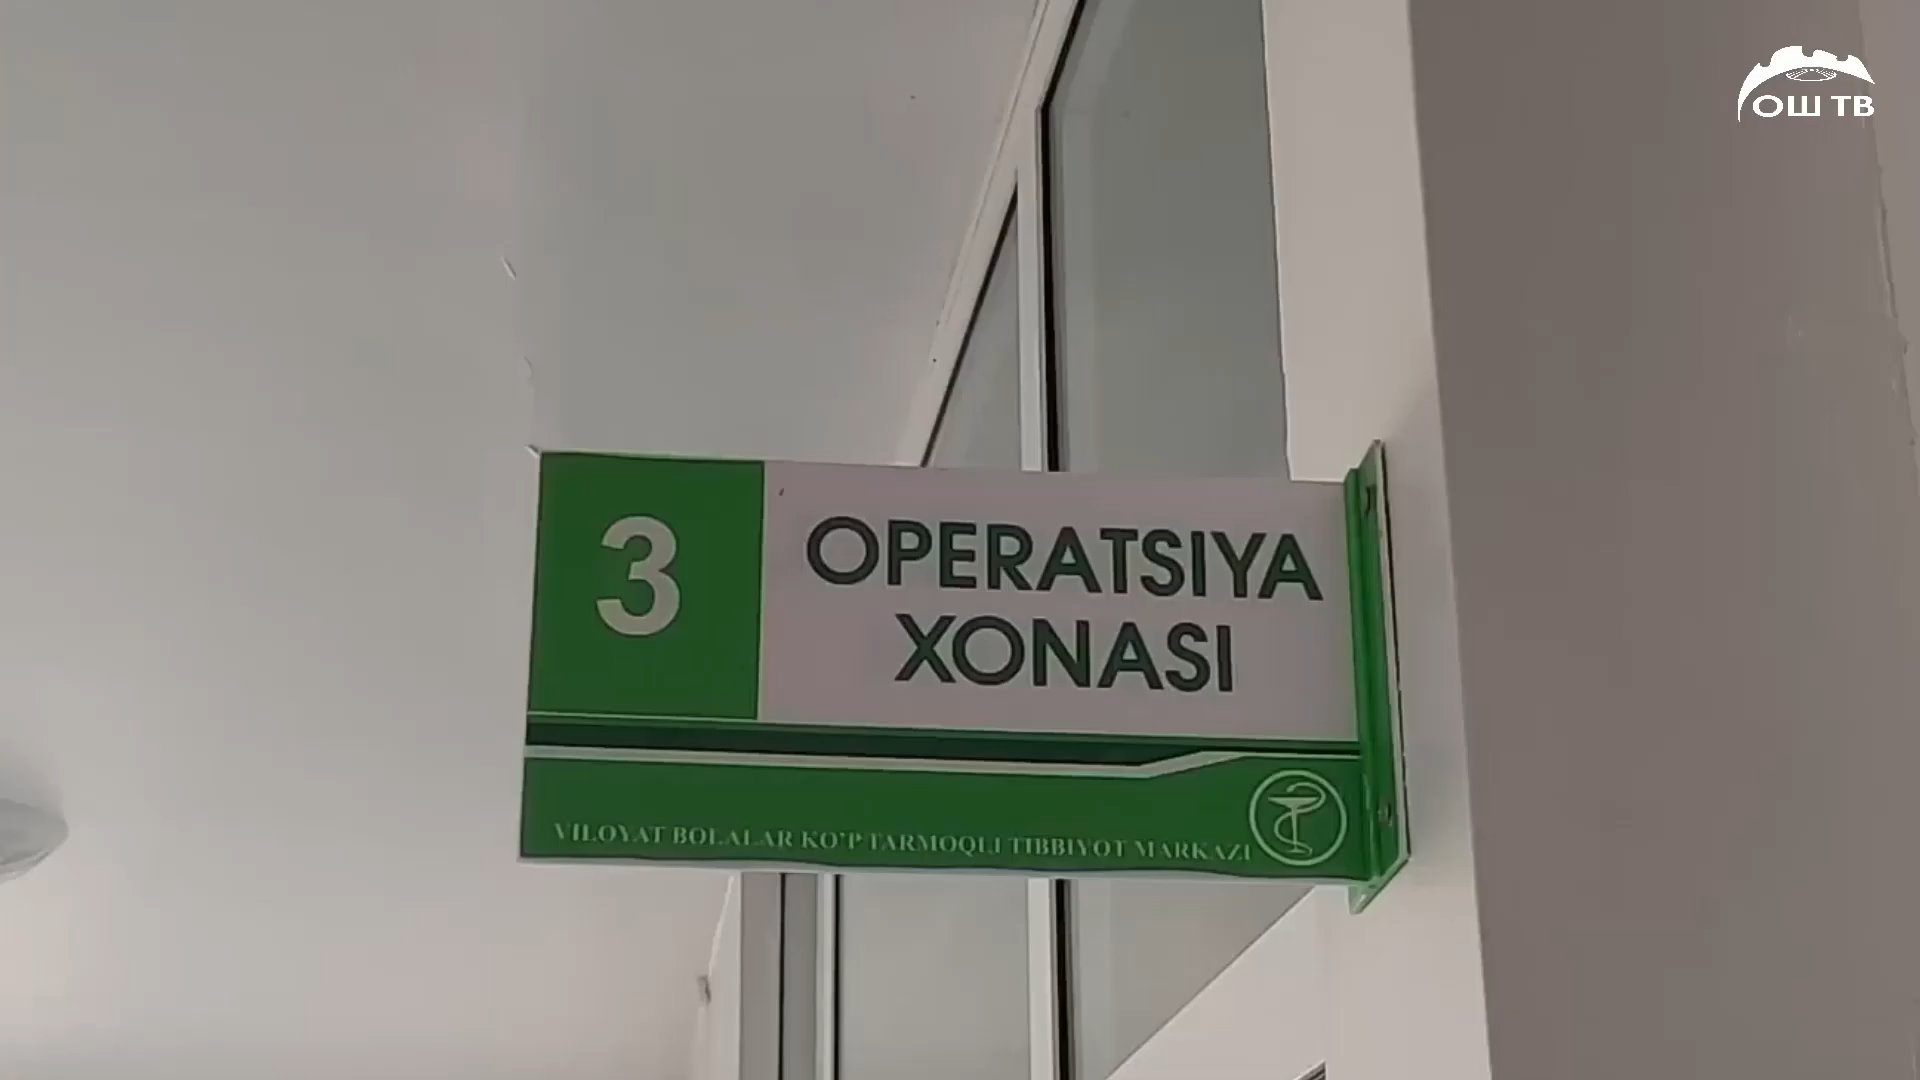 ОШ ТВ
3
OPERATSIYA
XONASI
VILOYAT BOLALAR KO'P TARMOQLI TIBBIYOT MARKAZI